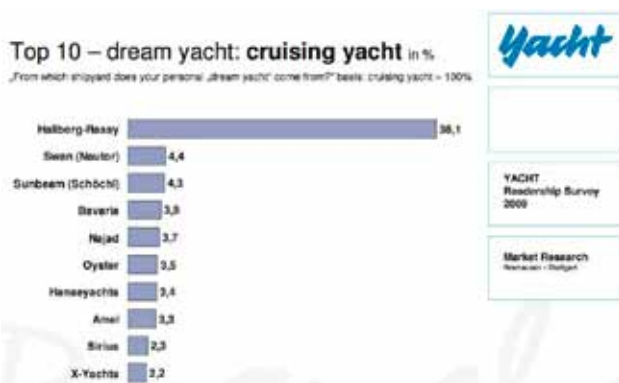 Top 10 – dream yacht: cruising yacht in %
„From which shipyard does your personal „dream yacht“ come from?“ basis: cruising yacht = 100%
Hallberg-Rassy 36,1
Swan (Nautor) 4,4
Sunbeam (Schöchl) 4,3
Bavaria 3,9
Najad 3,7
Oyster 3,5
Hanseyachts 3,4
Amel 3,3
Sirius 2,3
X-Yachts 2,2
Yacht
YACHT
Readership Survey
2009
Market Research